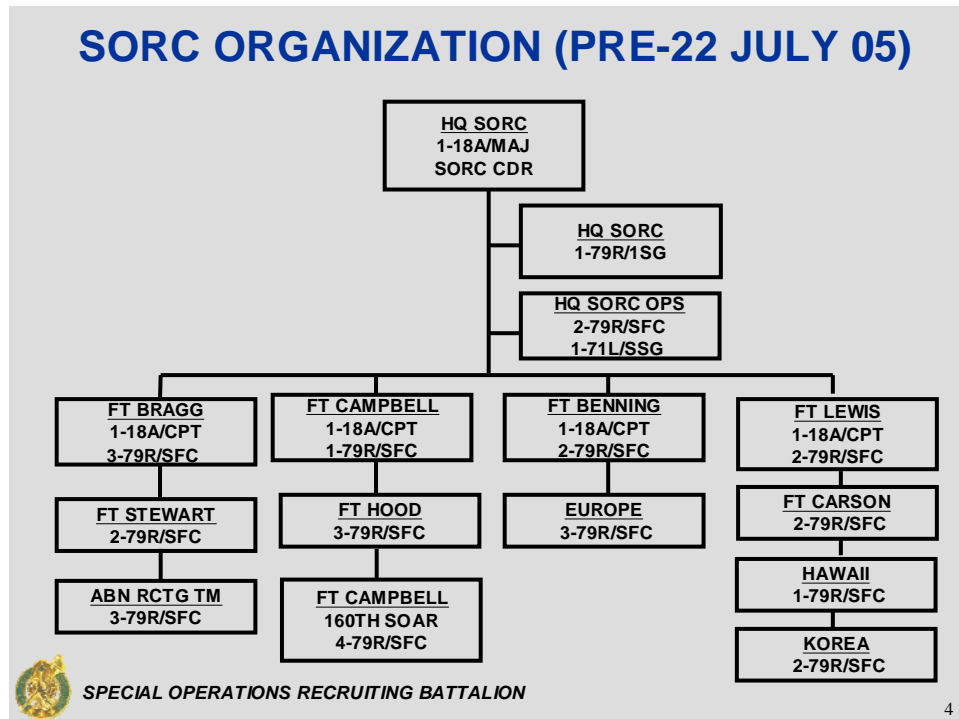 SORC ORGANIZATION (PRE-22 JULY 05)
HQ SORC
1-18A/MAJ
SORC CDR
HQ SORC
1-79R/1SG
HQ SORC OPS
2-79R/SFC
1-71L/SSG
FT BRAGG
1-18A/CPT
3-79R/SFC
FT STEWART
2-79R/SFC
ABN RCTG TM
3-79R/SFC
FT CAMPBELL
1-18A/CPT
1-79R/SFC
FT HOOD
3-79R/SFC
FT CAMPBELL
160TH SOAR
4-79R/SFC
FT BENNING
1-18A/CPT
2-79R/SFC
EUROPE
3-79R/SFC
FT LEWIS
1-18A/CPT
2-79R/SFC
FT CARSON
2-79R/SFC
HAWAII
1-79R/SFC
KOREA
2-79R/SFC
SPECIAL OPERATIONS RECRUITING BATTALION
4